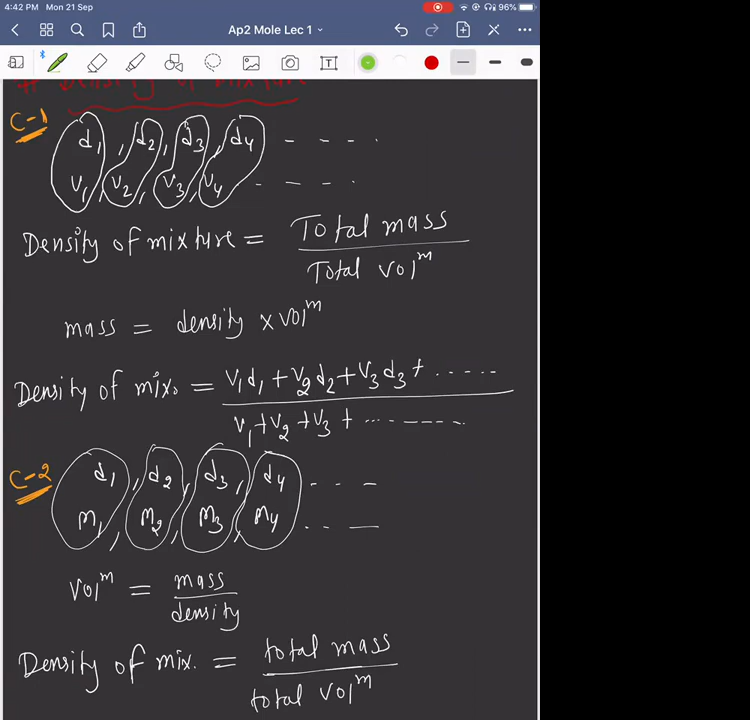 4:42 PM Mon 21 Sep 96%
Ap2 Mole Lec 1
# Density of mixture
C-1
d1, d2, d3, d4 - - - .
V1, V2, V3, V4 - - - .
Density of mixture = Total mass / Total volm
mass = density x volm
Density of mix. = V1d1 + V2d2 + V3d3 + ...... / V1 + V2 + V3 + .........
C-2
d1, d2, d3, d4 - - -
M1, M2, M3, M4 - - —
Volm = mass / density
Density of mix. = total mass / total volm